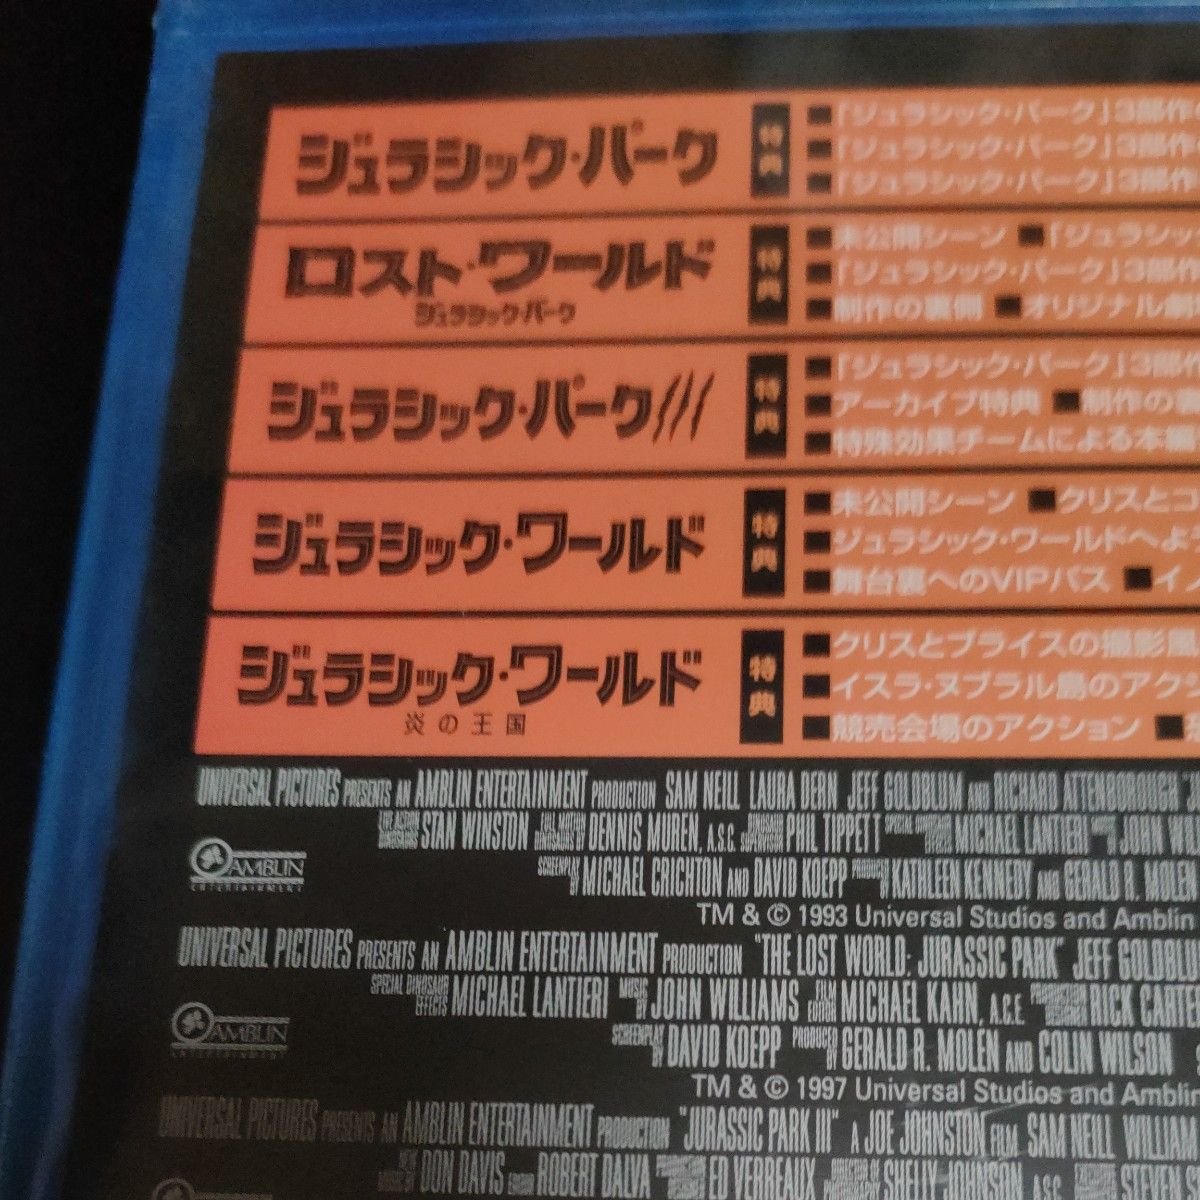 ジュラシック・パーク
特典
■「ジュラシック・パーク」3部作
■「ジュラシック・パーク」3部作
■「ジュラシック・パーク」3部作
ロスト・ワールド
ジュラシック・パーク
特典
■未公開シーン ■「ジュラシッ
■「ジュラシック・パーク」3部作
■制作の裏側 ■オリジナル劇
ジュラシック・パーク///
特典
■「ジュラシック・パーク」3部作
■アーカイブ特典 ■制作の裏
■特殊効果チームによる本編
ジュラシック・ワールド
特典
■未公開シーン ■クリスとコ
■ジュラシック・ワールドへよ
■舞台裏へのVIPパス ■イ
ジュラシック・ワールド
炎の王国
特典
■クリスとブライスの撮影風
■イスラ・ヌブラル島のアクシ
■競売会場のアクション ■
UNIVERSAL PICTURES PRESENTS AN AMBLIN ENTERTAINMENT PRODUCTION SAM NEILL LAURA DERN JEFF GOLDBLUM AND RICHARD ATTENBOROUGH
STAN WINSTON DENNIS MUREN, A.S.C. PHIL TIPPETT MICHAEL LANTIERI JOHN
AMBLIN
ENTERTAINMENT
SCREENPLAY BY MICHAEL CRICHTON AND DAVID KOEPP PRODUCED BY KATHLEEN KENNEDY AND GERALD R. MOLEN
TM & © 1993 Universal Studios and Amblin
UNIVERSAL PICTURES PRESENTS AN AMBLIN ENTERTAINMENT PRODUCTION "THE LOST WORLD: JURASSIC PARK" JEFF GOLDBL
SPECIAL DINOSAUR EFFECTS MICHAEL LANTIERI MUSIC BY JOHN WILLIAMS FILM EDITOR MICHAEL KAHN, A.C.E. RICK CARTE
AMBLIN
ENTERTAINMENT
SCREENPLAY BY DAVID KOEPP PRODUCED BY GERALD R. MOLEN AND COLIN WILSON
TM & © 1997 Universal Studios and Amblin
UNIVERSAL PICTURES PRESENTS AN AMBLIN ENTERTAINMENT PRODUCTION "JURASSIC PARK III" A JOE JOHNSTON FILM SAM NEILL WILLIA
DON DAVIS ROBERT DALVA ED VERREAUX SHELLY JOHNSON, A.S.C. STEVEN